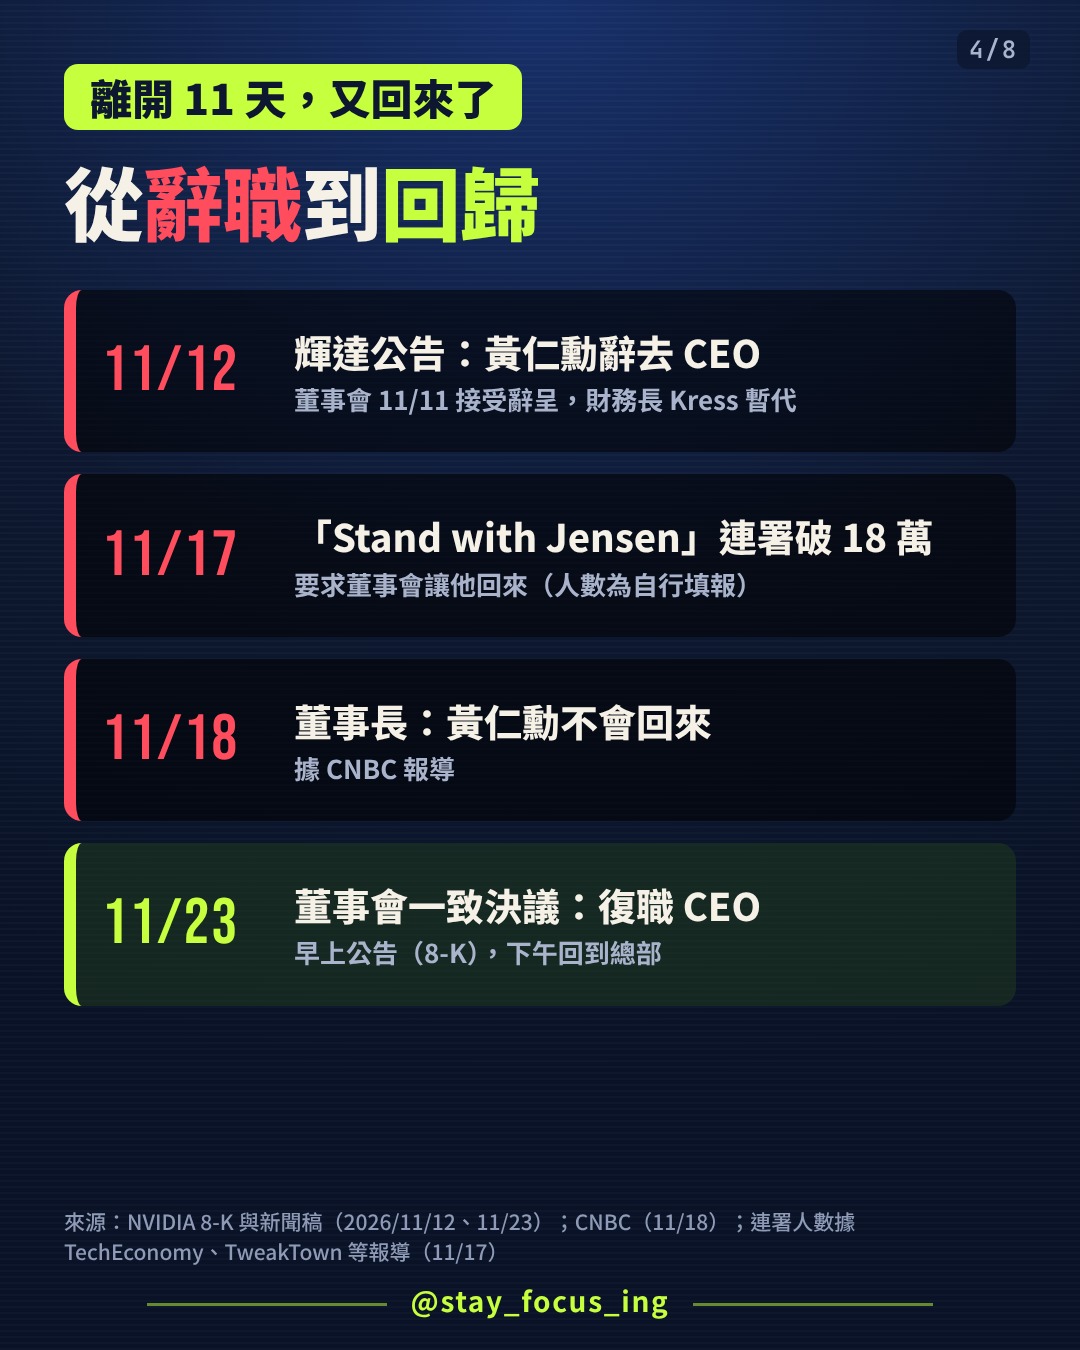 4/8
離開 11 天，又回來了
從辭職到回歸
11/12
輝達公告：黃仁勳辭去 CEO
董事會 11/11 接受辭呈，財務長 Kress 暫代
11/17
「Stand with Jensen」連署破 18 萬
要求董事會讓他回來（人數為自行填報）
11/18
董事長：黃仁勳不會回來
據 CNBC 報導
11/23
董事會一致決議：復職 CEO
早上公告（8-K），下午回到總部
來源：NVIDIA 8-K 與新聞稿（2026/11/12、11/23）；CNBC（11/18）；連署人數據
TechEconomy、TweakTown 等報導（11/17）
@stay_focus_ing